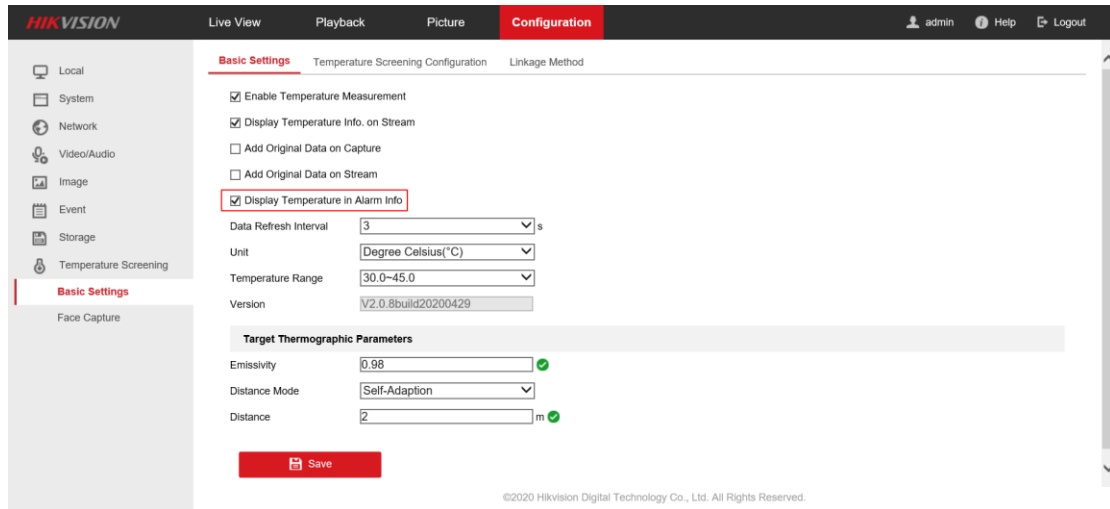 HIKVISION Live View Playback Picture Configuration admin Help Logout
Local
System
Network
Video/Audio
Image
Event
Storage
Temperature Screening
Basic Settings
Face Capture
Basic Settings Temperature Screening Configuration Linkage Method
Enable Temperature Measurement
Display Temperature Info. on Stream
Add Original Data on Capture
Add Original Data on Stream
Display Temperature in Alarm Info
Data Refresh Interval 3 s
Unit Degree Celsius(°C)
Temperature Range 30.0~45.0
Version V2.0.8build20200429
Target Thermographic Parameters
Emissivity 0.98
Distance Mode Self-Adaption
Distance 2 m
Save
©2020 Hikvision Digital Technology Co., Ltd. All Rights Reserved.